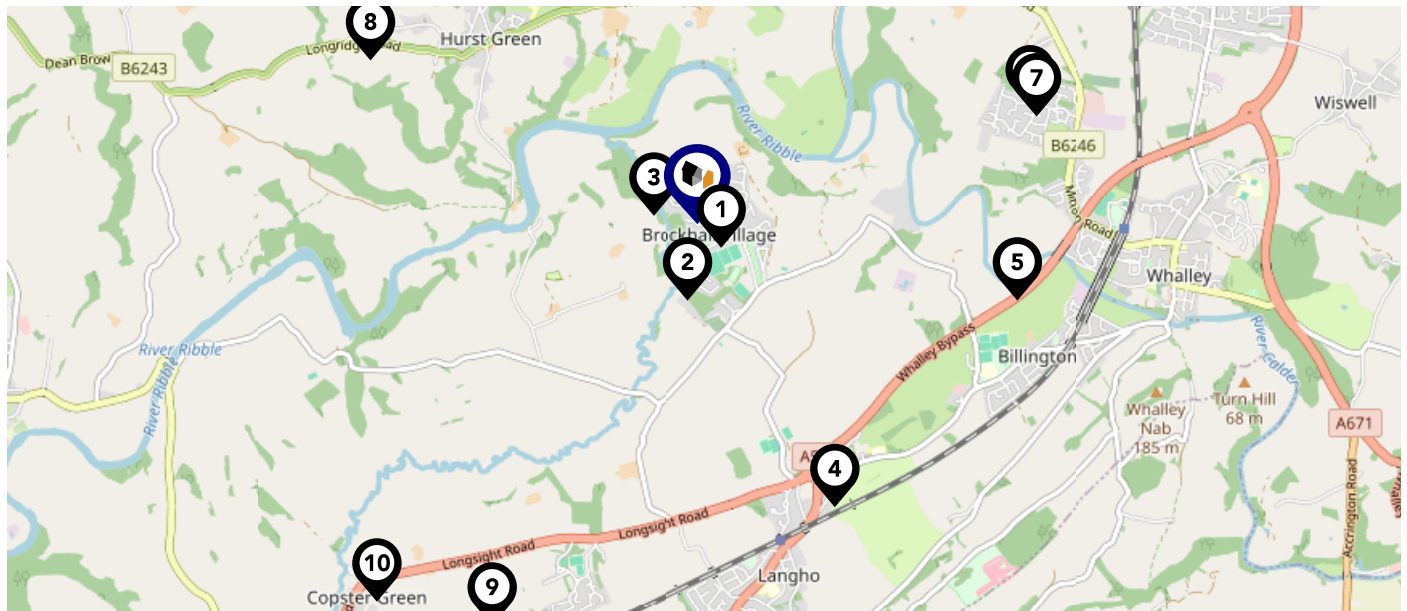 8
Hurst Green
Longridge Road
Dean Brow
B6243
7
Wiswell
River Ribble
B6246
3
1
Mitton Road
Brockhall Village
2
5
Whalley
River Ribble
River Ribble
Whalley Bypass
Billington
River Calder
Turn Hill
68 m
Whalley
Nab
185 m
A671
4
Longsight Road
Longsight Road
Accrington Road
10
9
Langho
Copster Green